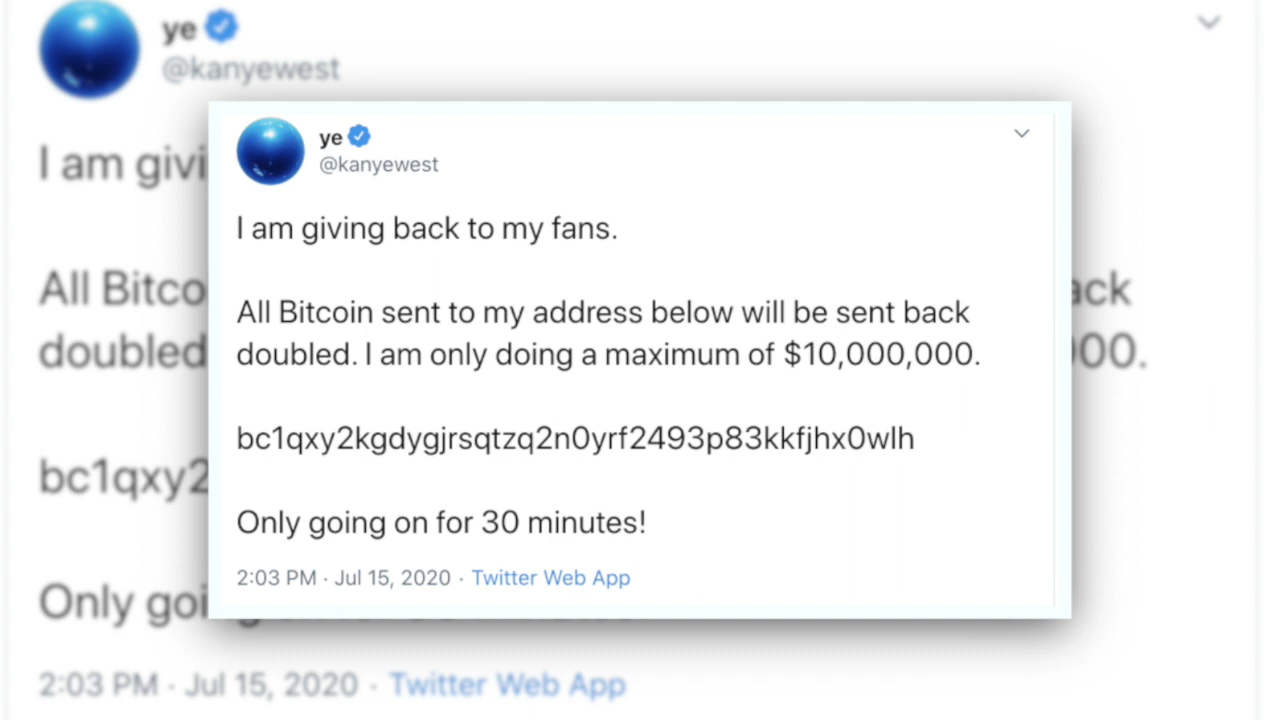 ye
@kanyewest
I am givi
All Bitco
ack
doubled
00.
bc1qxy2
Only goi
2:03 PM · Jul 15, 2020 · Twitter Web App
ye
@kanyewest
I am giving back to my fans.
All Bitcoin sent to my address below will be sent back
doubled. I am only doing a maximum of $10,000,000.
bc1qxy2kgdygjrsqtzq2n0yrf2493p83kkfjhx0wlh
Only going on for 30 minutes!
2:03 PM · Jul 15, 2020 · Twitter Web App